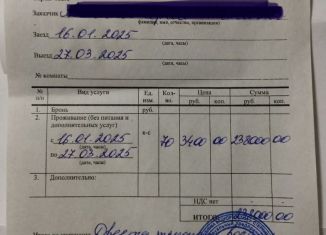 Заказчик
фамилия, имя, отчество, организация)
Заезд 16.01.2025
(дата, часы)
Выезд 27.03.2025
(дата, часы)
№ комнаты
№ п/п Вид услуги Ед. изм. Кол-во. Цена Сумма
руб. коп. руб. коп.
1. Бронь
2. Проживание (без питания и дополнительных услуг) к-с 70 3400 00 238000 00
с 16.01.2025
(дата, часы)
по 27.03.2025
(дата, часы)
3. Дополнительно:
НДС нет
ИТОГО 238000 00
Двести тридцать